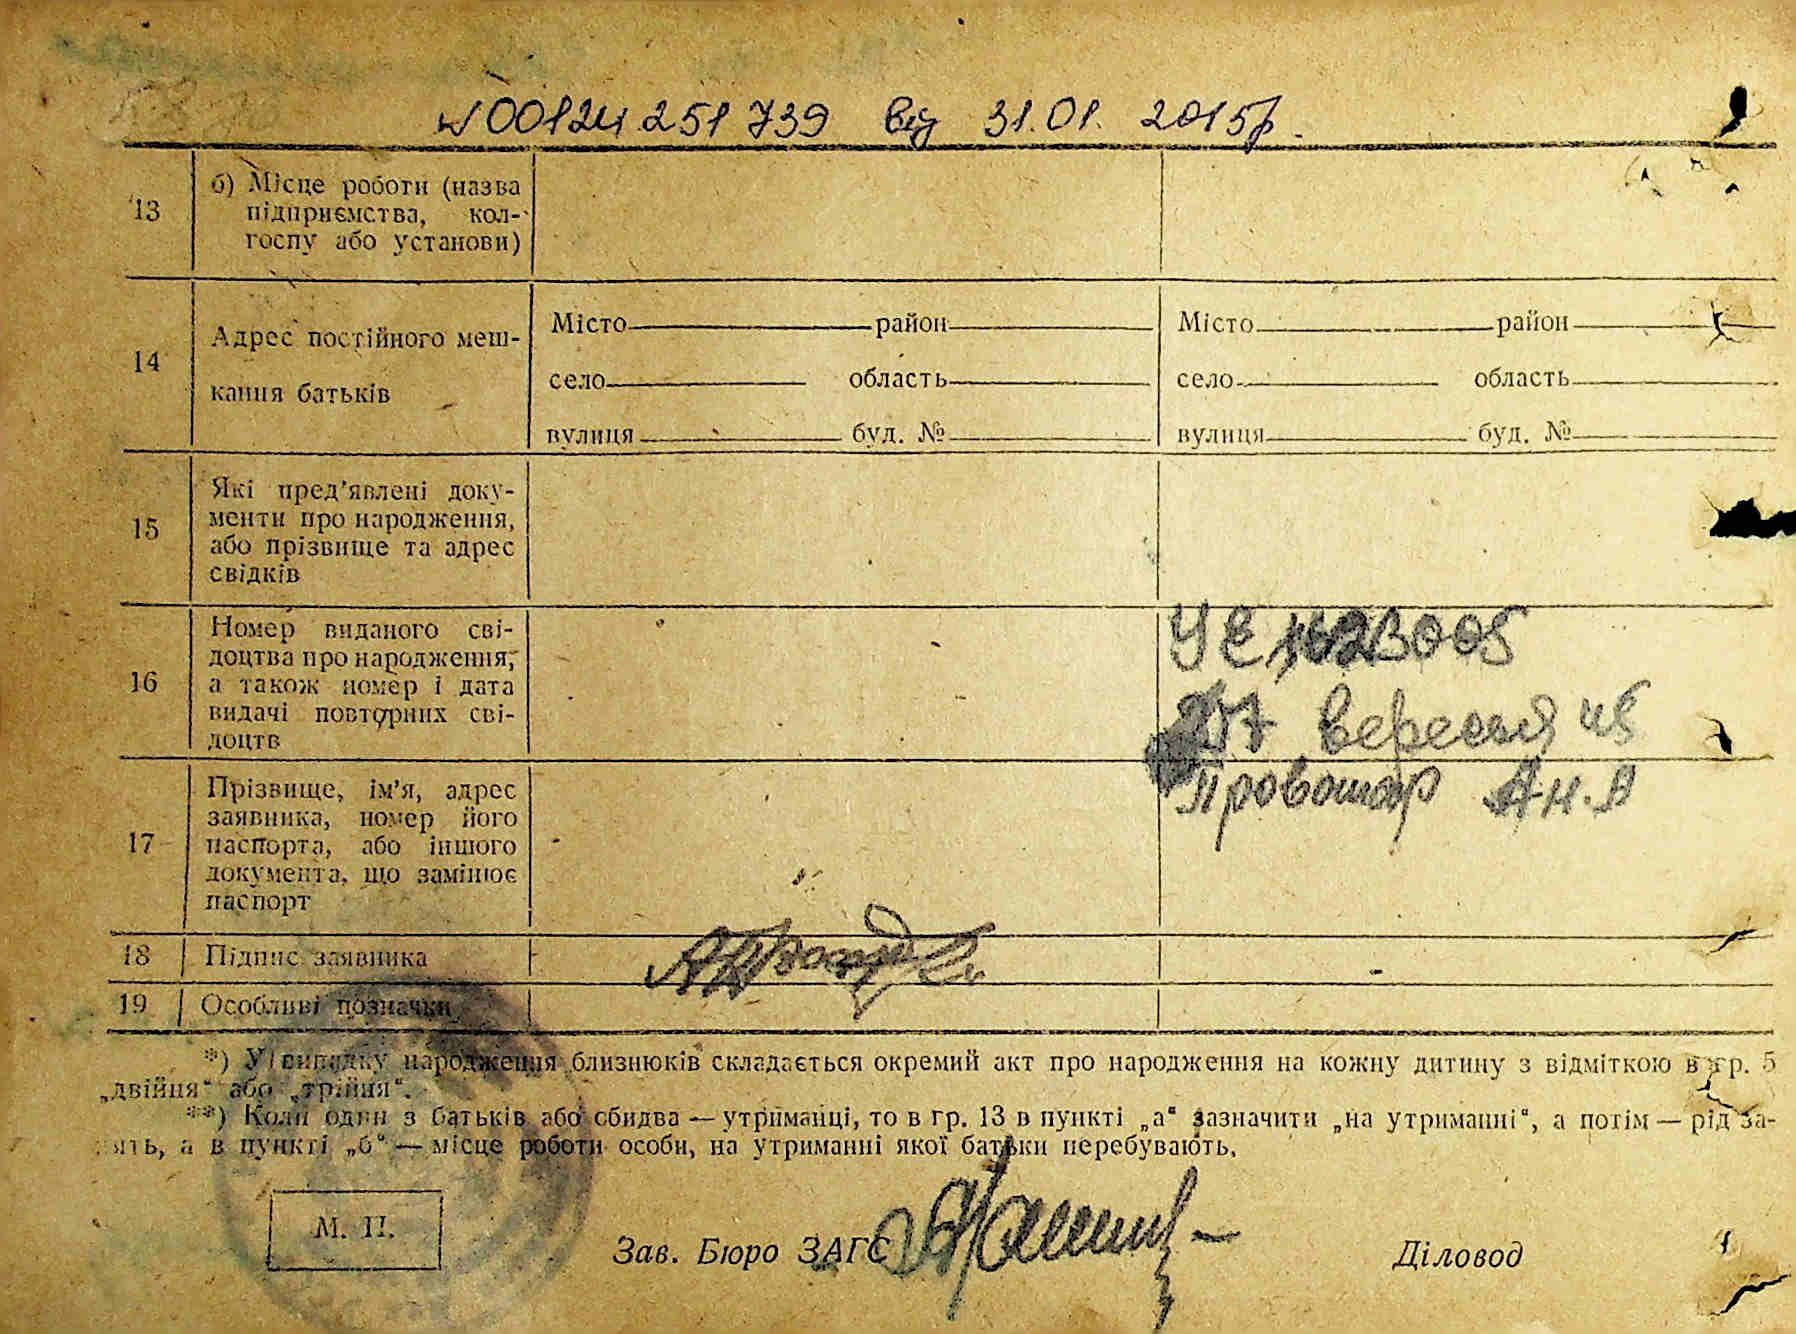 № 00124251739 від 31.01. 2015р.
13
б) Місце роботи (назва
підприємства, кол-
госпу або установи)
14
Адрес постійного меш-
кання батьків
Місто район
село область
вулиця буд. №
Місто район
село область
вулиця буд. №
15
Які пред’явлені доку-
менти про народження,
або прізвище та адрес
свідків
16
Номер виданого сві-
доцтва про народження,
а також номер і дата
видачі повторних сві-
доцтв
023005
вересня
17
Прізвище, ім’я, адрес
заявника, номер його
паспорта, або іншого
документа, що замінює
паспорт
18 Підпис заявника
19 Особливі позначки
*) У випадку народження близнюків складається окремий акт про народження на кожну дитину з відміткою в гр. 5
„двійня“ або „трійня“.
**) Коли один з батьків або обидва — утриманці, то в гр. 13 в пункті „а“ зазначити „на утриманні“, а потім — рід за-
нять, а в пункті „б“ — місце роботи особи, на утриманні якої батьки перебувають.
М. П.
Зав. Бюро ЗАГС
Діловод